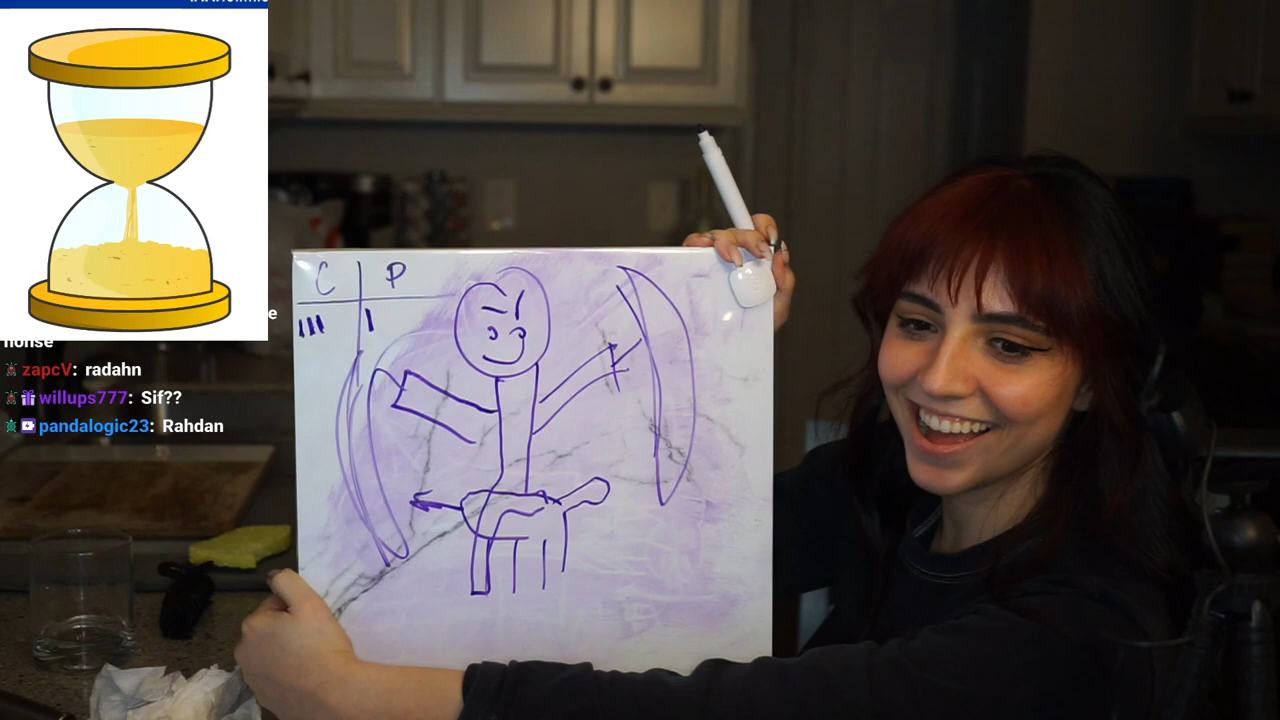 C P
III I
e
nonse
zapcV: radahn
willups777: Sif??
pandalogic23: Rahdan